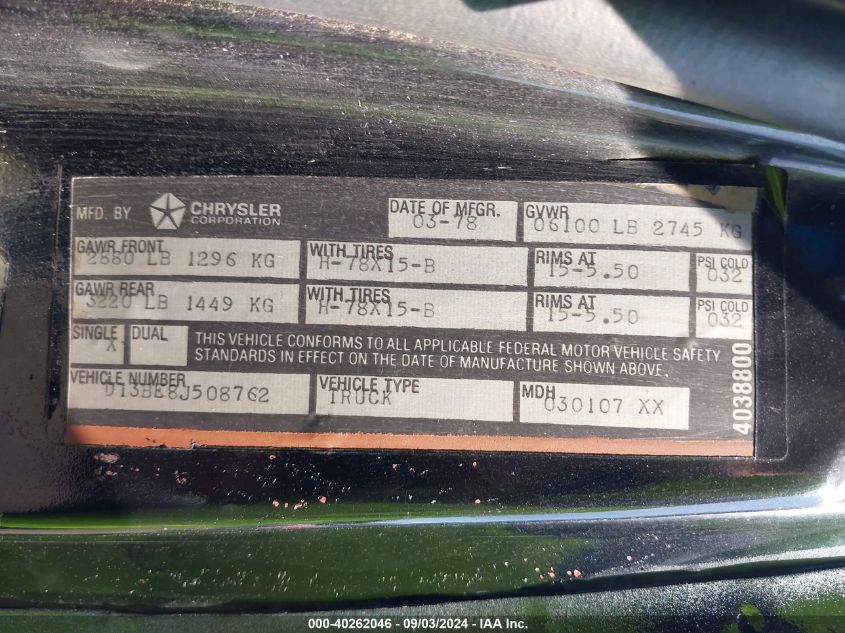 MFD. BY CHRYSLER CORPORATION DATE OF MFGR. 03-78 GVWR 06100 LB 2745 KG
GAWR FRONT 2880 LB 1296 KG WITH TIRES H-78X15-B RIMS AT 15-5.50 PSI COLD 032
GAWR REAR 3220 LB 1449 KG WITH TIRES H-78X15-B RIMS AT 15-5.50 PSI COLD 032
SINGLE X DUAL THIS VEHICLE CONFORMS TO ALL APPLICABLE FEDERAL MOTOR VEHICLE SAFETY
STANDARDS IN EFFECT ON THE DATE OF MANUFACTURE SHOWN ABOVE.
VEHICLE NUMBER D13BE8J508762 VEHICLE TYPE TRUCK MDH 030107 XX
4038800
000-40262046 - 09/03/2024 - IAA Inc.